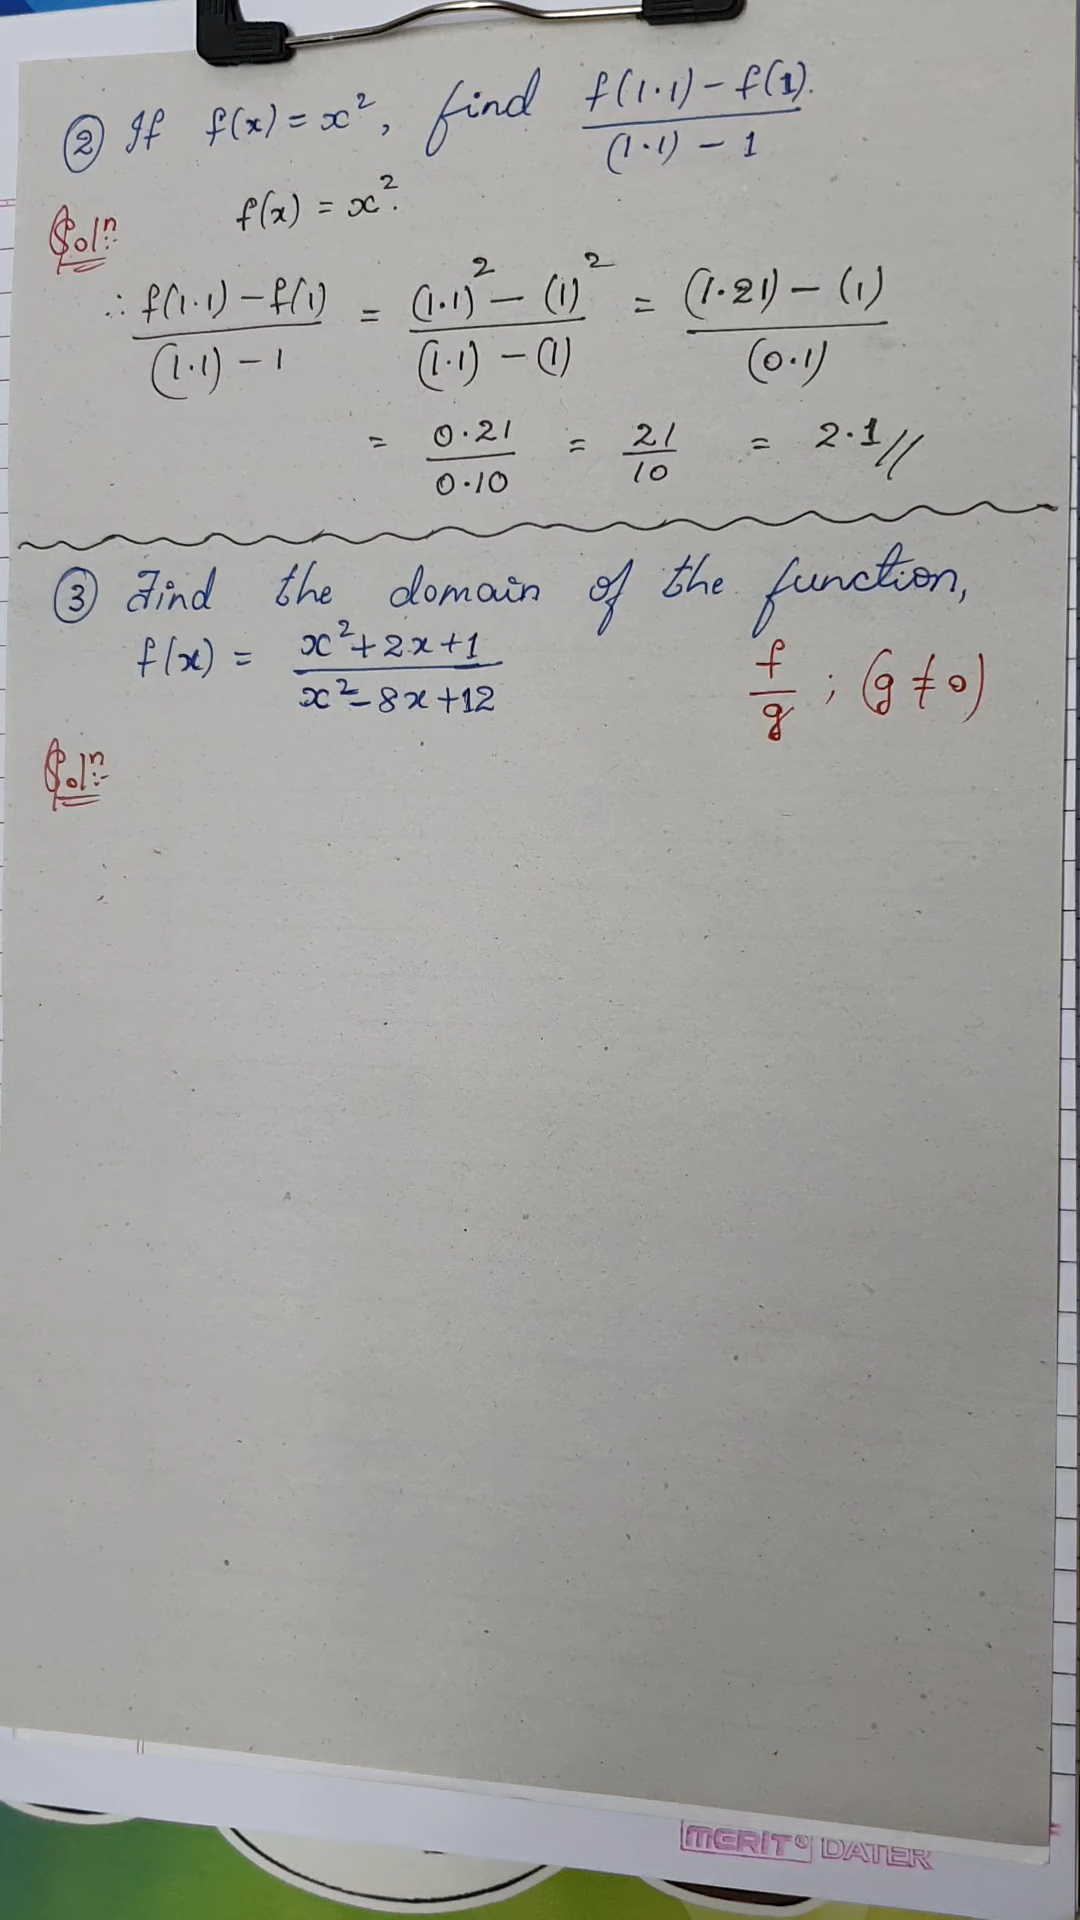 ② If f(x) = x², find f(1.1) - f(1). / (1.1) - 1
Solⁿ:
f(x) = x².
∴ f(1.1) - f(1) / (1.1) - 1 = (1.1)² - (1)² / (1.1) - (1) = (1.21) - (1) / (0.1)
= 0.21 / 0.10 = 21 / 10 = 2.1//
③ Find the domain of the function,
f(x) = x² + 2x + 1 / x² - 8x + 12
f / g ; (g ≠ 0)
Solⁿ:-
MERIT® DATER